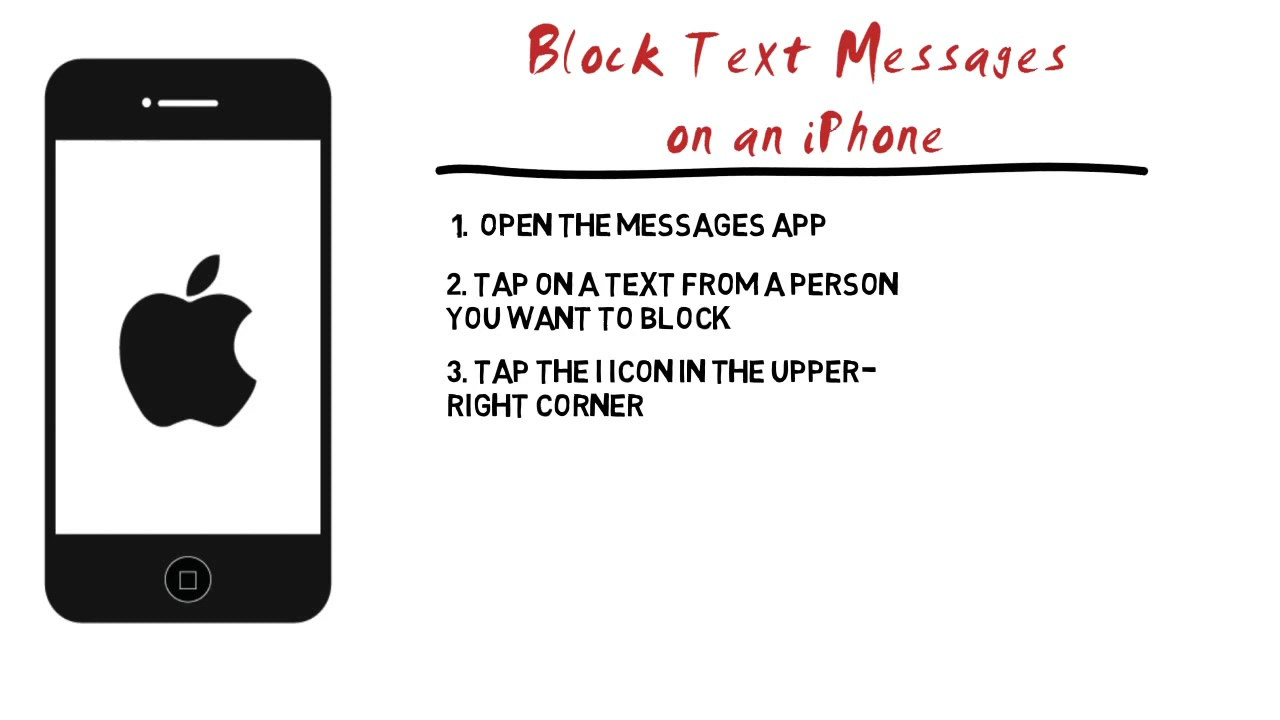 Block Text Messages
on an iPhone
1. OPEN THE MESSAGES APP
2. TAP ON A TEXT FROM A PERSON
YOU WANT TO BLOCK
3. TAP THE I ICON IN THE UPPER-
RIGHT CORNER